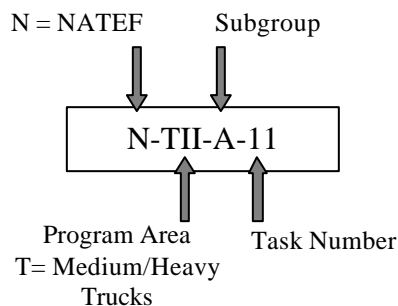 N = NATEF
Subgroup
N-TII-A-11
Program Area
T= Medium/Heavy
Trucks
Task Number